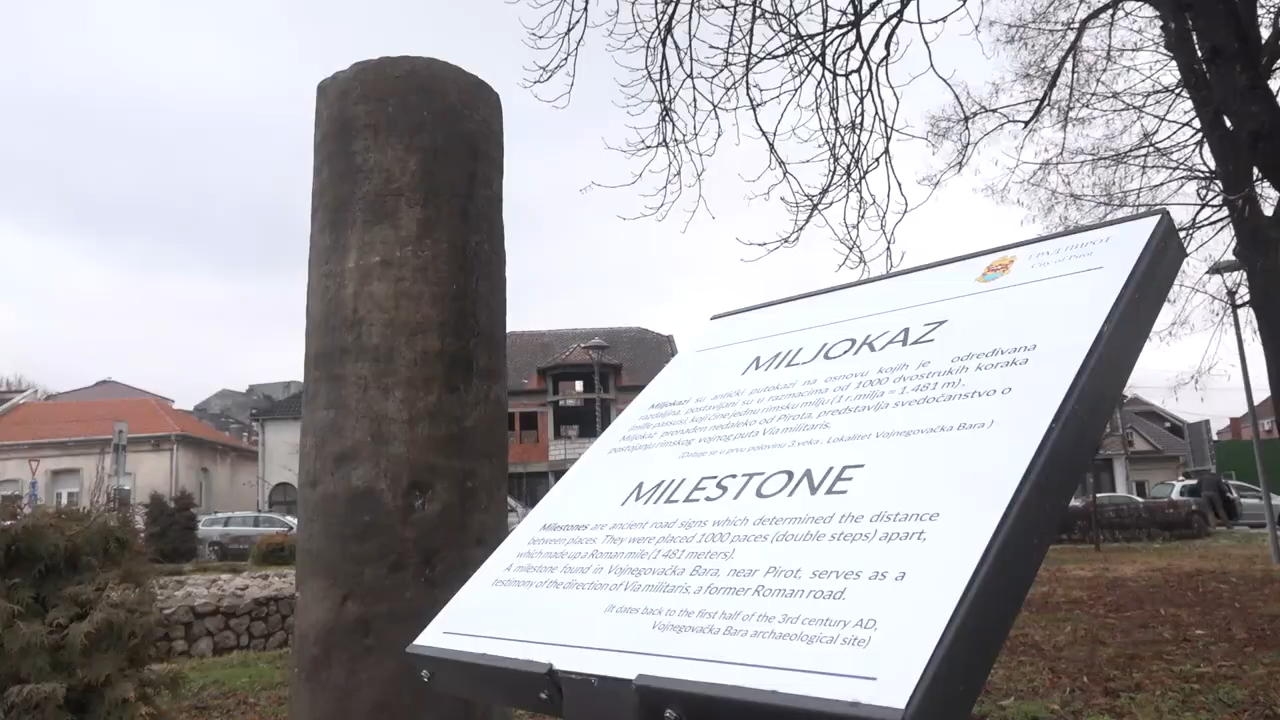 ГРАД ПИРОТ
City of Pirot
MILJOKAZ
Miljokazi su antički putokazi na osnovu kojih je određivana
razdaljina, postavljani su u razmacima od 1000 dvostrukih koraka
(mille passus) koji čine jednu rimsku milju (1 r.milja = 1.481 m).
Miljokaz pronađen nedaleko od Pirota, predstavlja svedočanstvo o
postojanju rimskog vojnog puta Via militaris.
(Datuje se u prvu polovinu 3.veka, Lokalitet Vojnegovačka Bara)
MILESTONE
Milestones are ancient road signs which determined the distance
between places. They were placed 1000 paces (double steps) apart,
which made up a Roman mile (1 481 meters).
A milestone found in Vojnegovačka Bara, near Pirot, serves as a
testimony of the direction of Via militaris, a former Roman road.
(It dates back to the first half of the 3rd century AD,
Vojnegovačka Bara archaeological site)